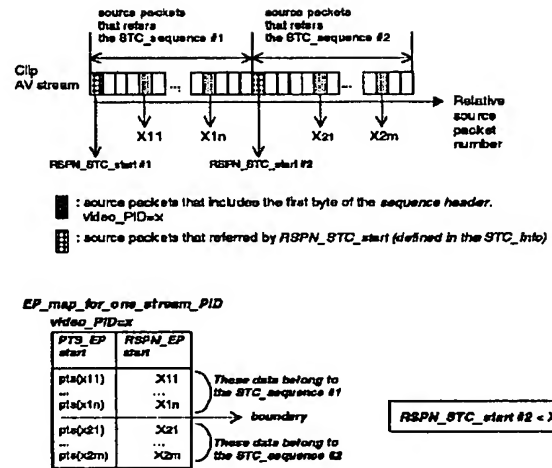 source packets
that refers
the STC_sequence #1
source packets
that refers
the STC_sequence #2
Clip
AV stream
...
...
Relative
source
packet
number
X11
X1n
X21
X2m
RSPN_STC_start #1
RSPN_STC_start #2
: source packets that includes the first byte of the sequence header.
video_PID=x
: source packets that referred by RSPN_STC_start (defined in the STC_Info)
EP_map_for_one_stream_PID
video_PID=x
PTS_EP
start
RSPN_EP
start
pts(x11) X11
... ...
pts(x1n) X1n
These data belong to
the STC_sequence #1
boundary
pts(x21) X21
... ...
pts(x2m) X2m
These data belong to
the STC_sequence #2
RSPN_STC_start #2 < X